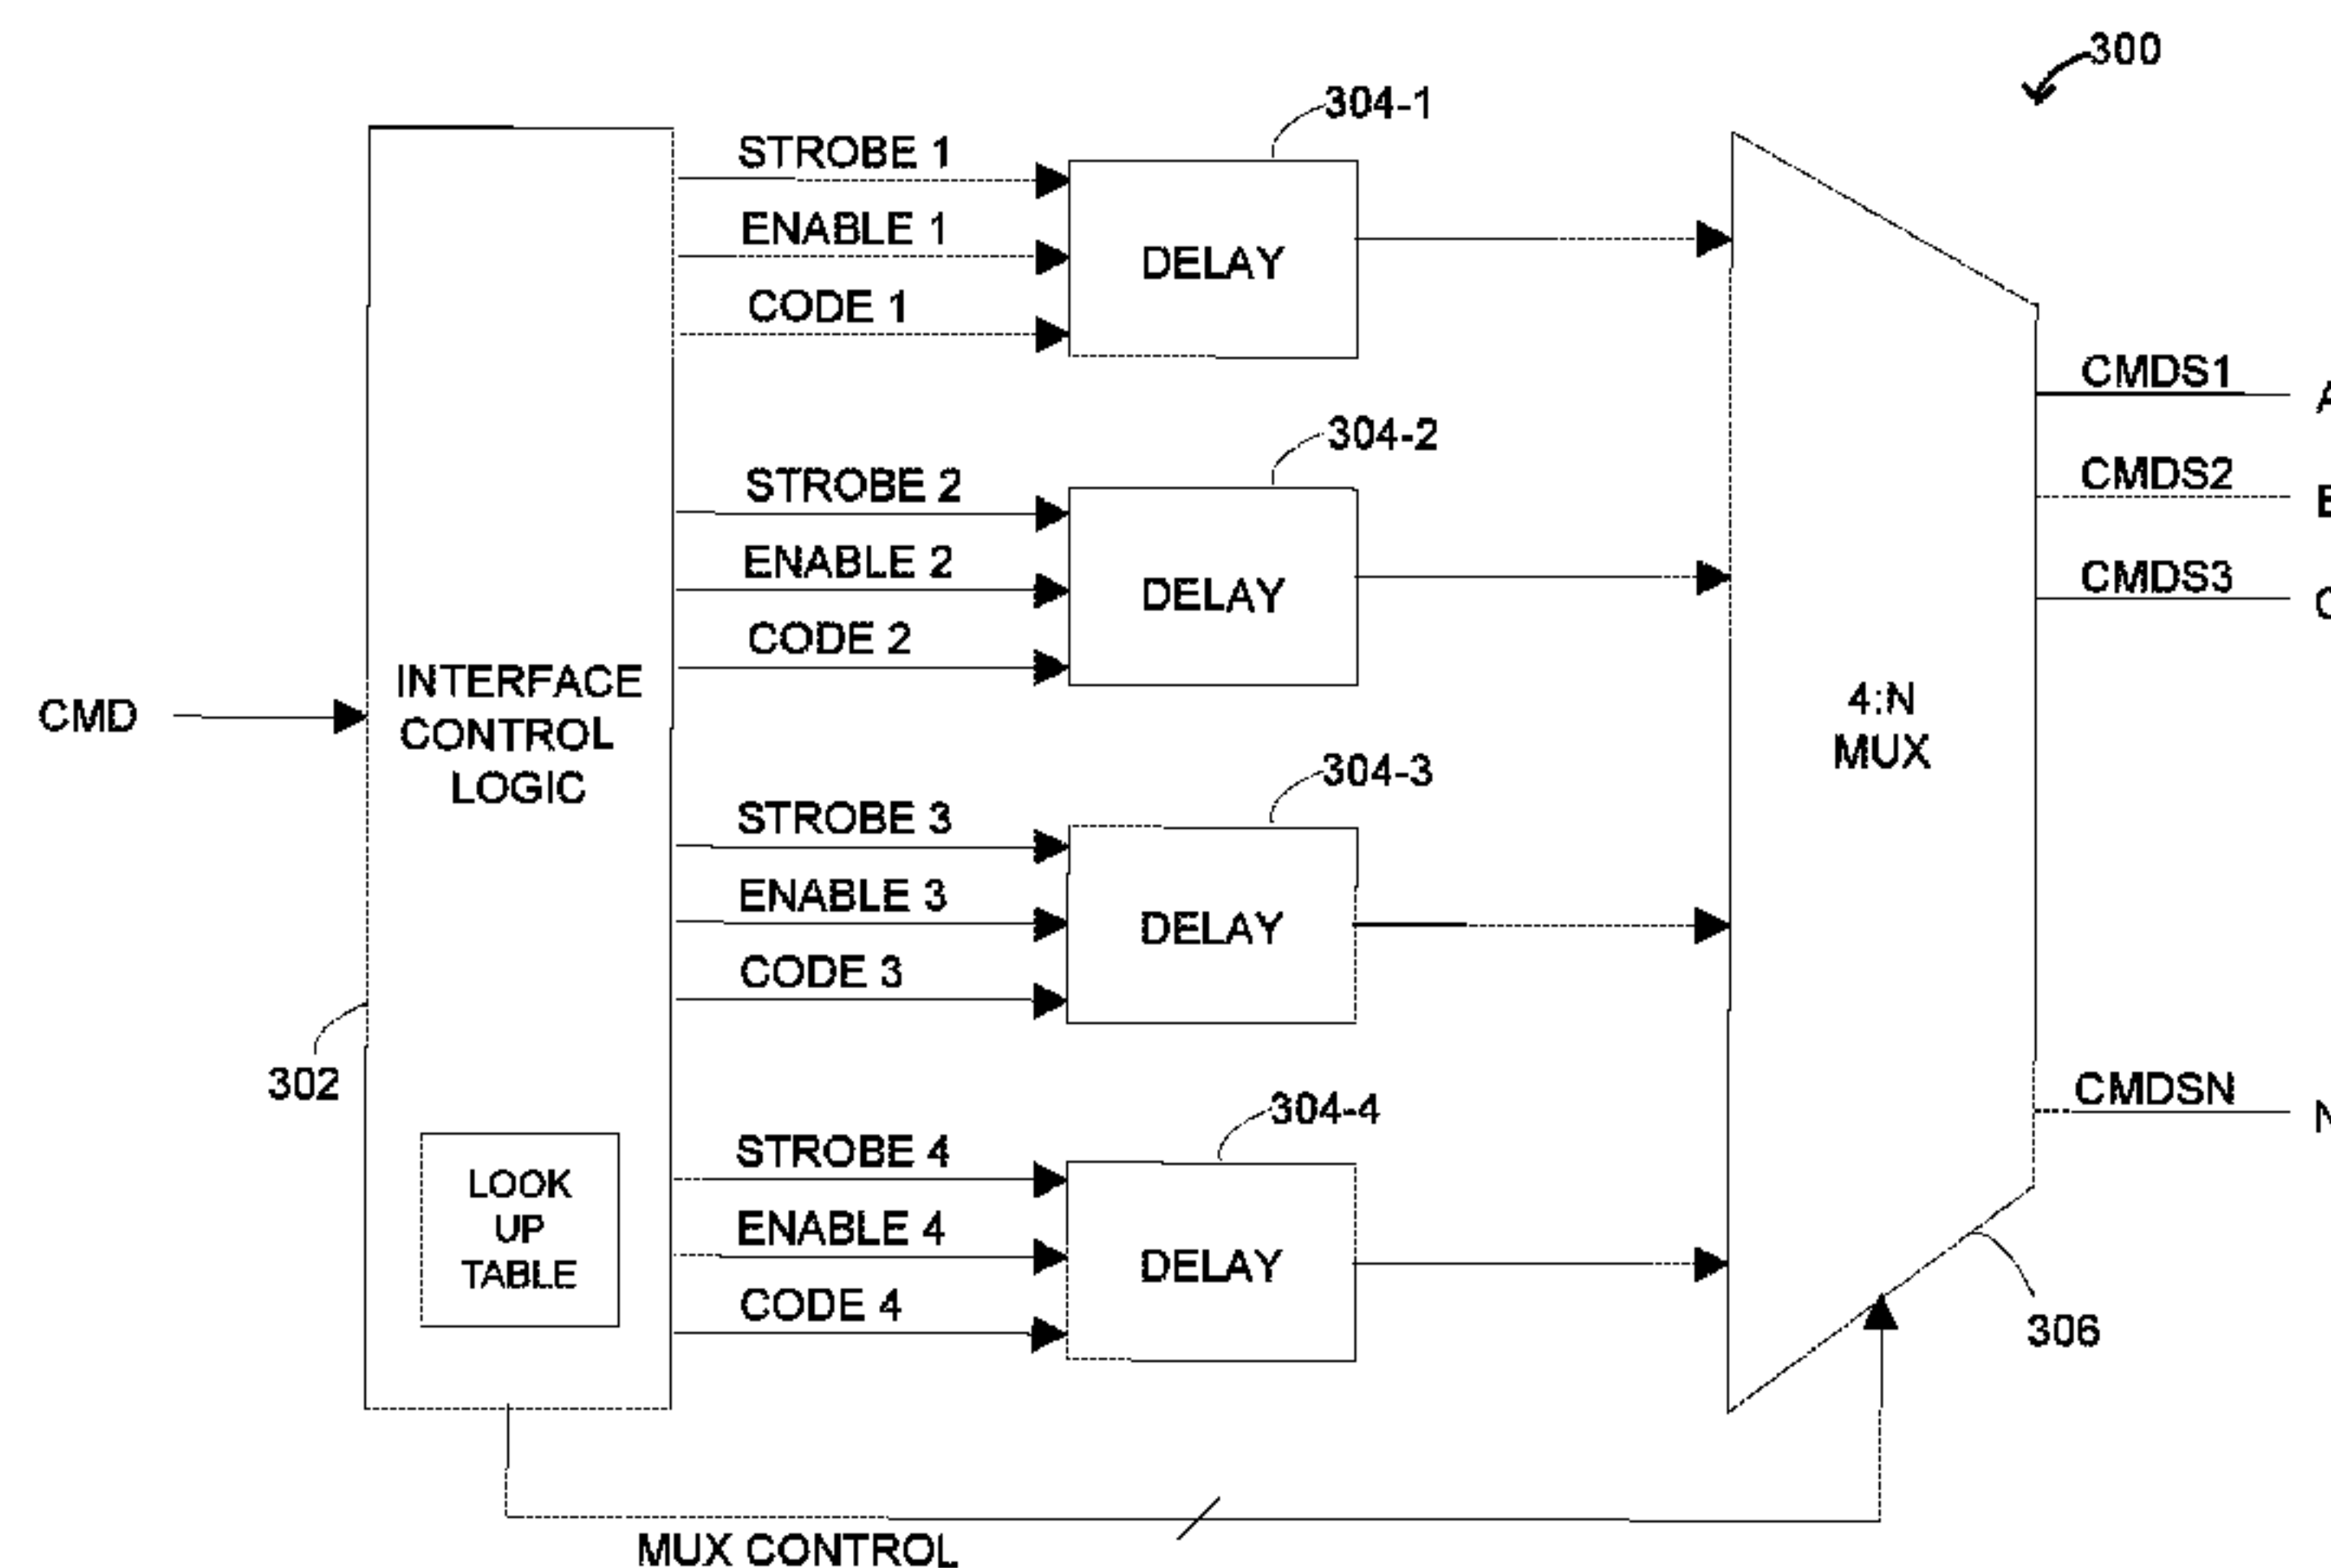 300
304-1
STROBE 1
ENABLE 1
DELAY
CODE 1
CMDS1
A
304-2
STROBE 2
CMDS2
ENABLE 2
DELAY
CMDS3
CODE 2
INTERFACE
CONTROL
LOGIC
CMD
4:N
MUX
304-3
STROBE 3
ENABLE 3
DELAY
CODE 3
302
304-4
CMDSN
STROBE 4
LOOK
UP
TABLE
ENABLE 4
DELAY
CODE 4
306
MUX CONTROL